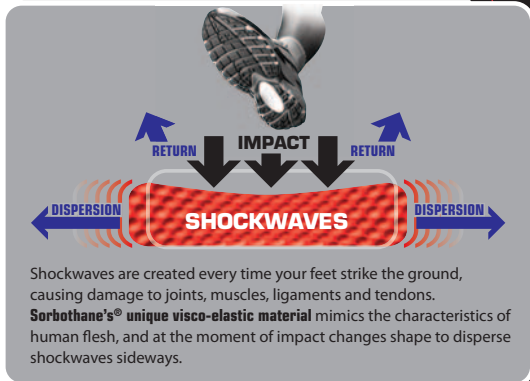 IMPACT
RETURN RETURN
DISPERSION DISPERSION
SHOCKWAVES
Shockwaves are created every time your feet strike the ground,
causing damage to joints, muscles, ligaments and tendons.
Sorbothane's® unique visco-elastic material mimics the characteristics of
human flesh, and at the moment of impact changes shape to disperse
shockwaves sideways.